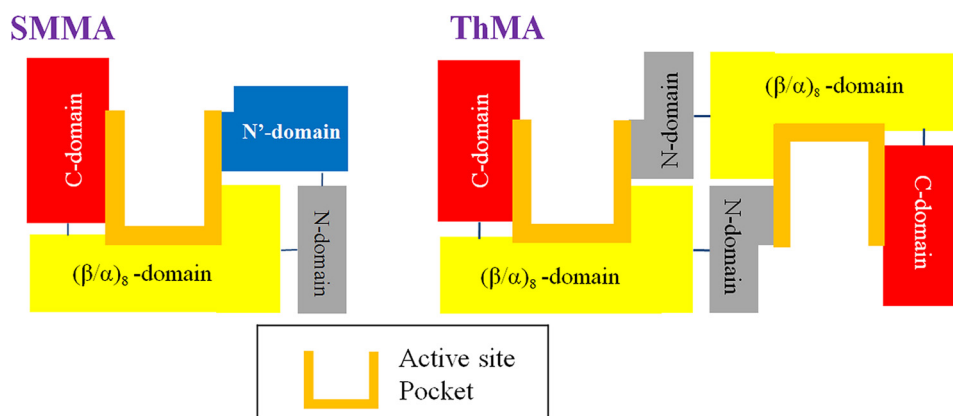 SMMA
C-domain
N’-domain
N-domain
(β/α)₈ -domain
ThMA
C-domain
N-domain
(β/α)₈ -domain
(β/α)₈ -domain
N-domain
C-domain
Active site
Pocket